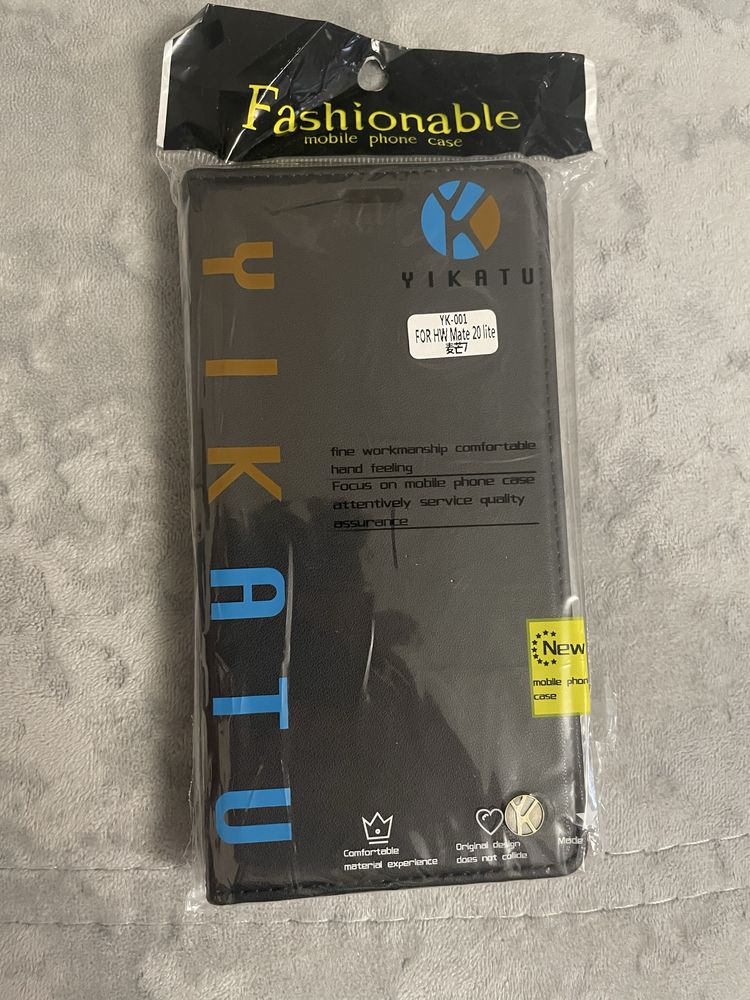 Fashionable
mobile phone case
YIKATU
YIKATU
YK-001
FOR HW Mate 20 lite
麦芒7
fine workmanship comfortable
hand feeling
Focus on mobile phone case
attentively service quality
assurance
New
mobile phon
case
Comfortable
material experience
Original design
does not collide
Made